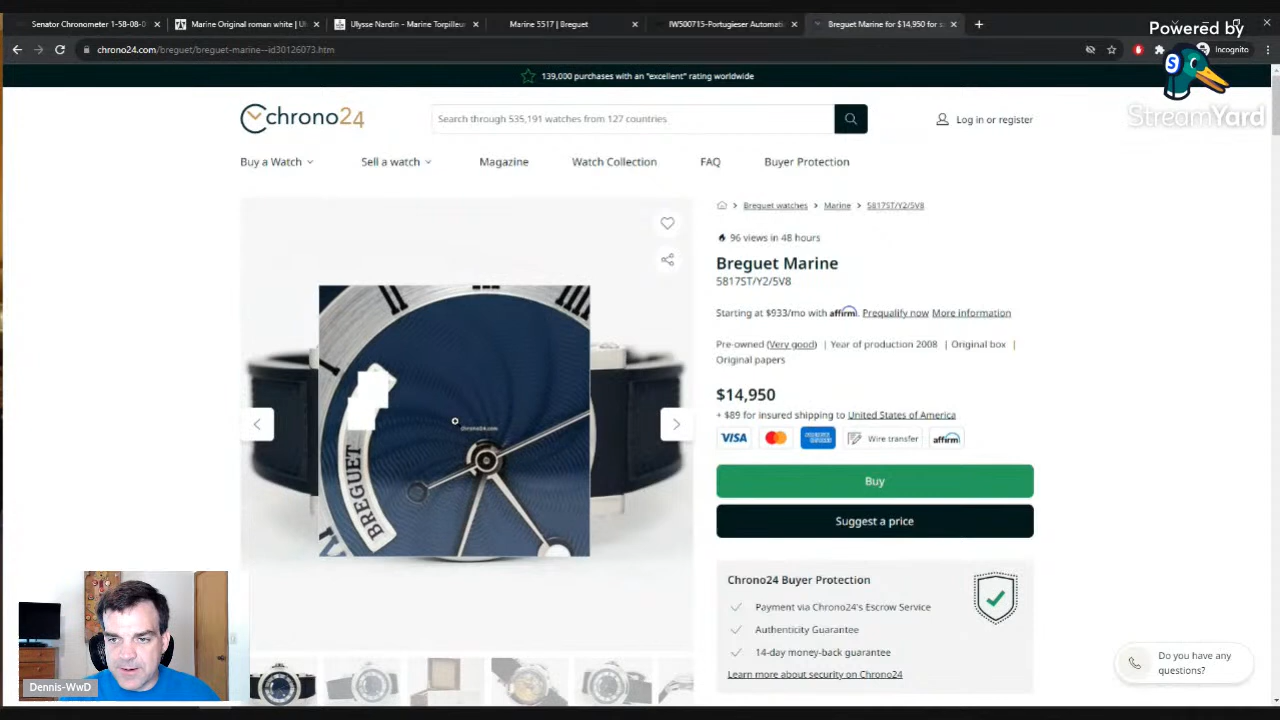 Senator Chronometer 1-58-08-0
Marine Original roman white | Ul
Ulysse Nardin - Marine Torpilleur
Marine 5517 | Breguet
IW500715-Portugieser Automati
Breguet Marine for $14,950 for s
Powered by
chrono24.com/breguet/breguet-marine--id30126073.htm
Incognito
S
StreamYard
139,000 purchases with an "excellent" rating worldwide
chrono24
Search through 535,191 watches from 127 countries
Log in or register
Buy a Watch
Sell a watch
Magazine
Watch Collection
FAQ
Buyer Protection
Breguet watches > Marine > 5817ST/Y2/5V8
96 views in 48 hours
Breguet Marine
5817ST/Y2/5V8
Starting at $933/mo with affirm. Prequalify now More information
Pre-owned (Very good) | Year of production 2008 | Original box |
Original papers
$14,950
+ $89 for insured shipping to United States of America
VISA
AMERICAN EXPRESS
Wire transfer
affirm
Buy
Suggest a price
chrono24.com
BREGUET
Chrono24 Buyer Protection
Payment via Chrono24's Escrow Service
Authenticity Guarantee
14-day money-back guarantee
Learn more about security on Chrono24
Do you have any
questions?
Dennis-WwD